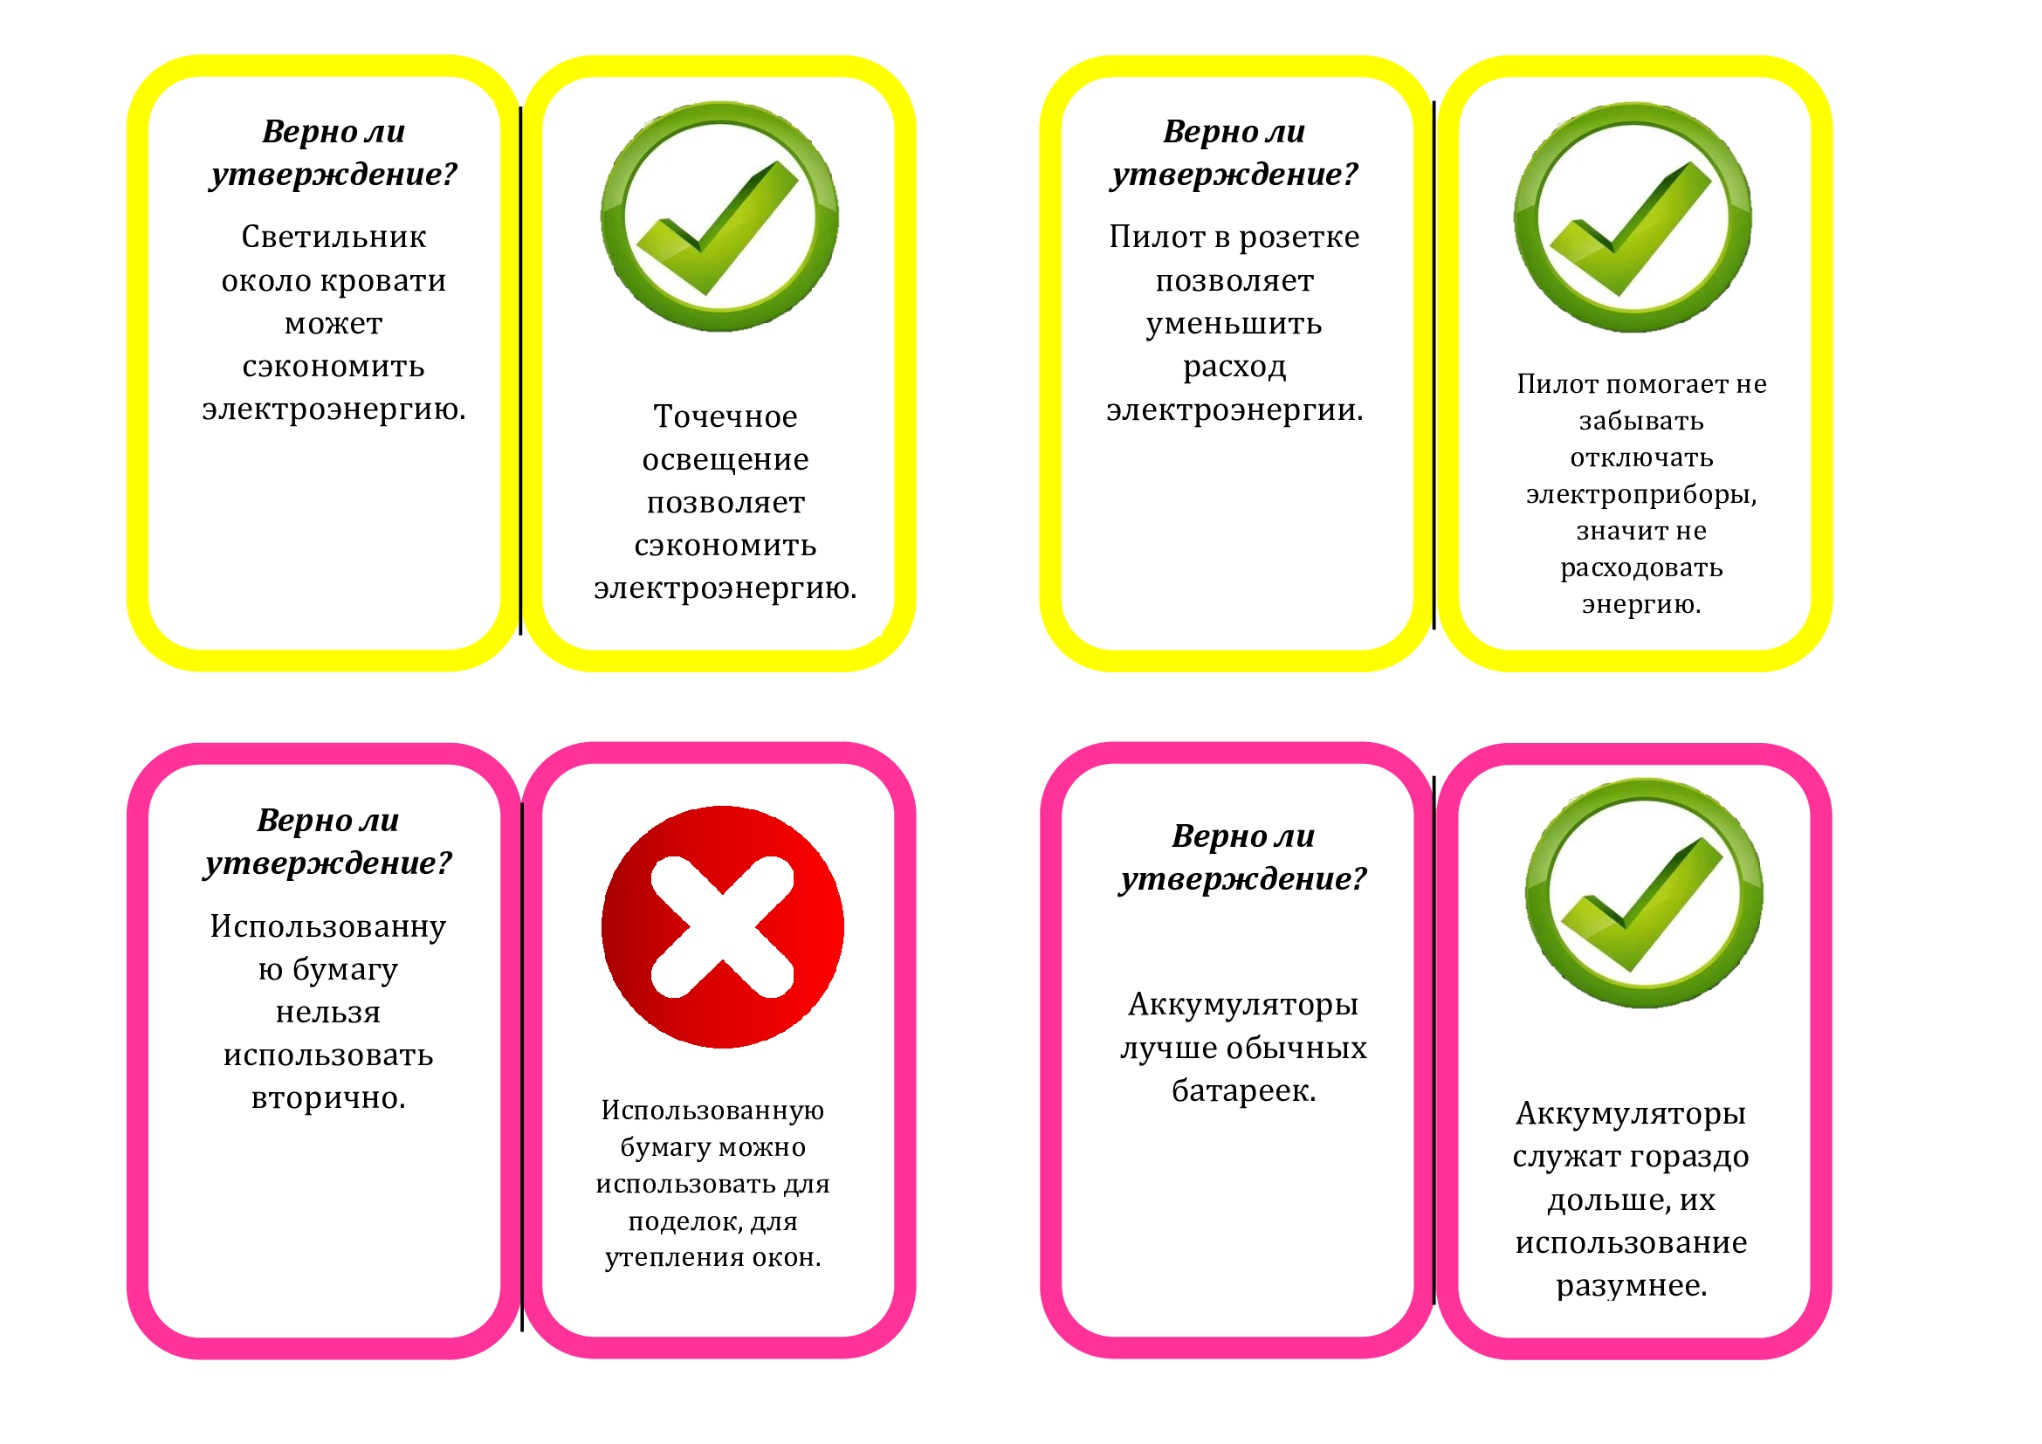 Верно ли
утверждение?
Светильник
около кровати
может
сэкономить
электроэнергию.
Точечное
освещение
позволяет
сэкономить
электроэнергию.
Верно ли
утверждение?
Пилот в розетке
позволяет
уменьшить
расход
электроэнергии.
Пилот помогает не
забывать
отключать
электроприборы,
значит не
расходовать
энергию.
Верно ли
утверждение?
Использованну
ю бумагу
нельзя
использовать
вторично.
Использованную
бумагу можно
использовать для
поделок, для
утепления окон.
Верно ли
утверждение?
Аккумуляторы
лучше обычных
батареек.
Аккумуляторы
служат гораздо
дольше, их
использование
разумнее.